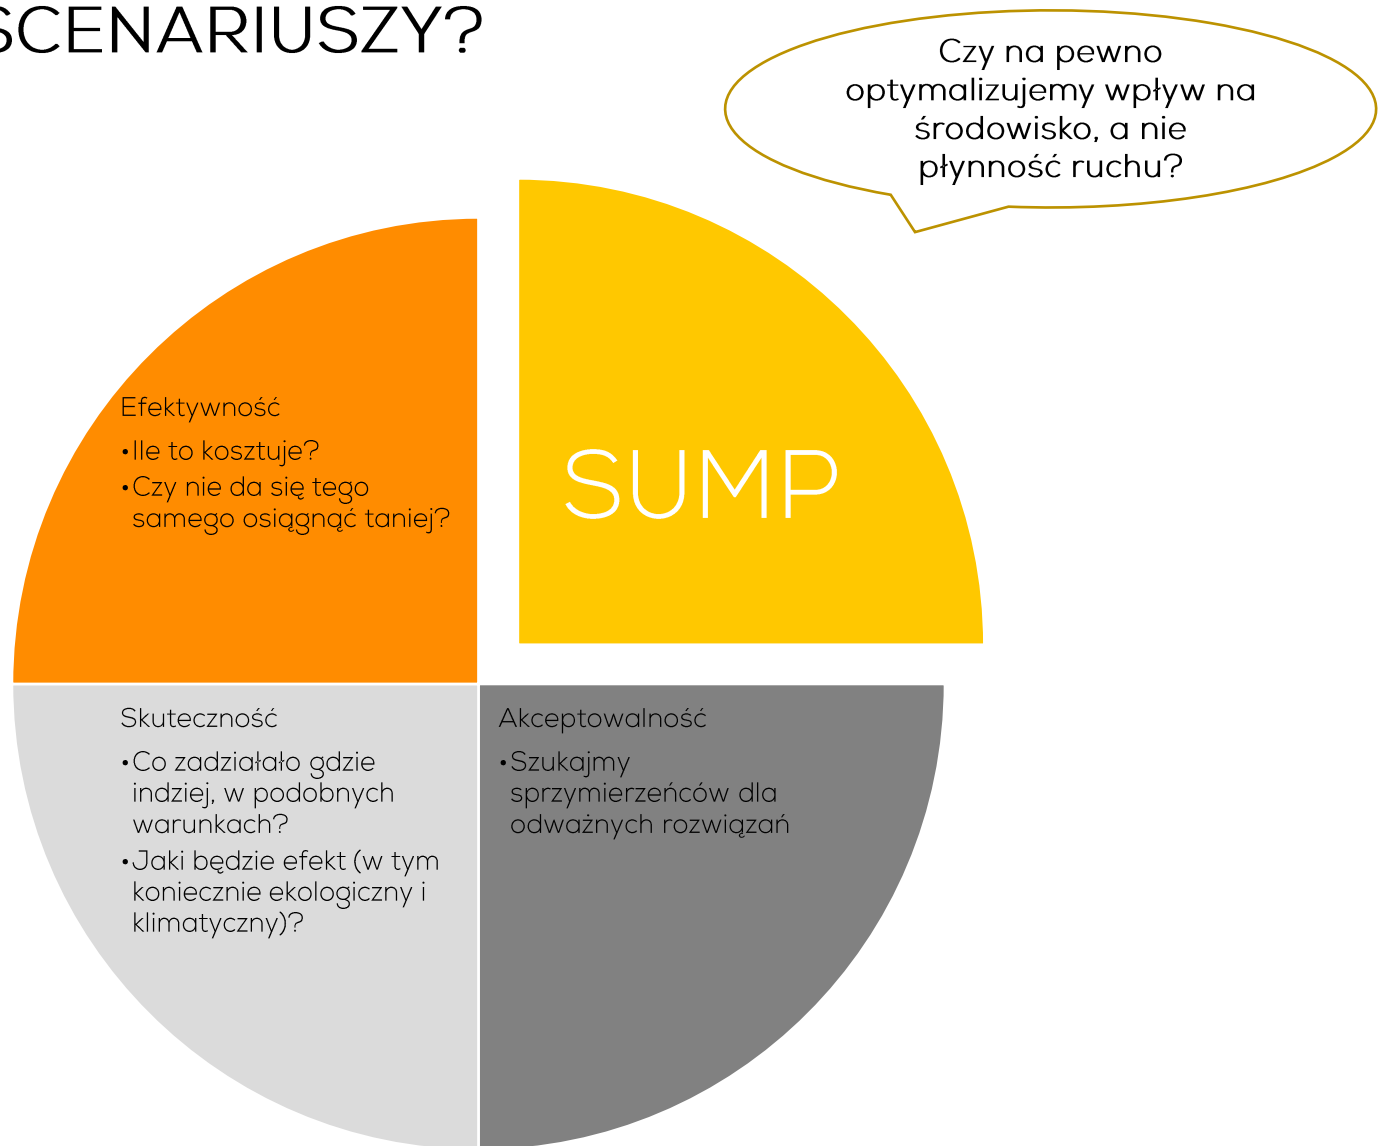 SCENARIUSZY?
Czy na pewno
optymalizujemy wpływ na
środowisko, a nie
płynność ruchu?
Efektywność
•Ile to kosztuje?
•Czy nie da się tego
samego osiągnąć taniej?
SUMP
Skuteczność
•Co zadziałało gdzie
indziej, w podobnych
warunkach?
•Jaki będzie efekt (w tym
koniecznie ekologiczny i
klimatyczny)?
Akceptowalność
•Szukajmy
sprzymierzeńców dla
odważnych rozwiązań